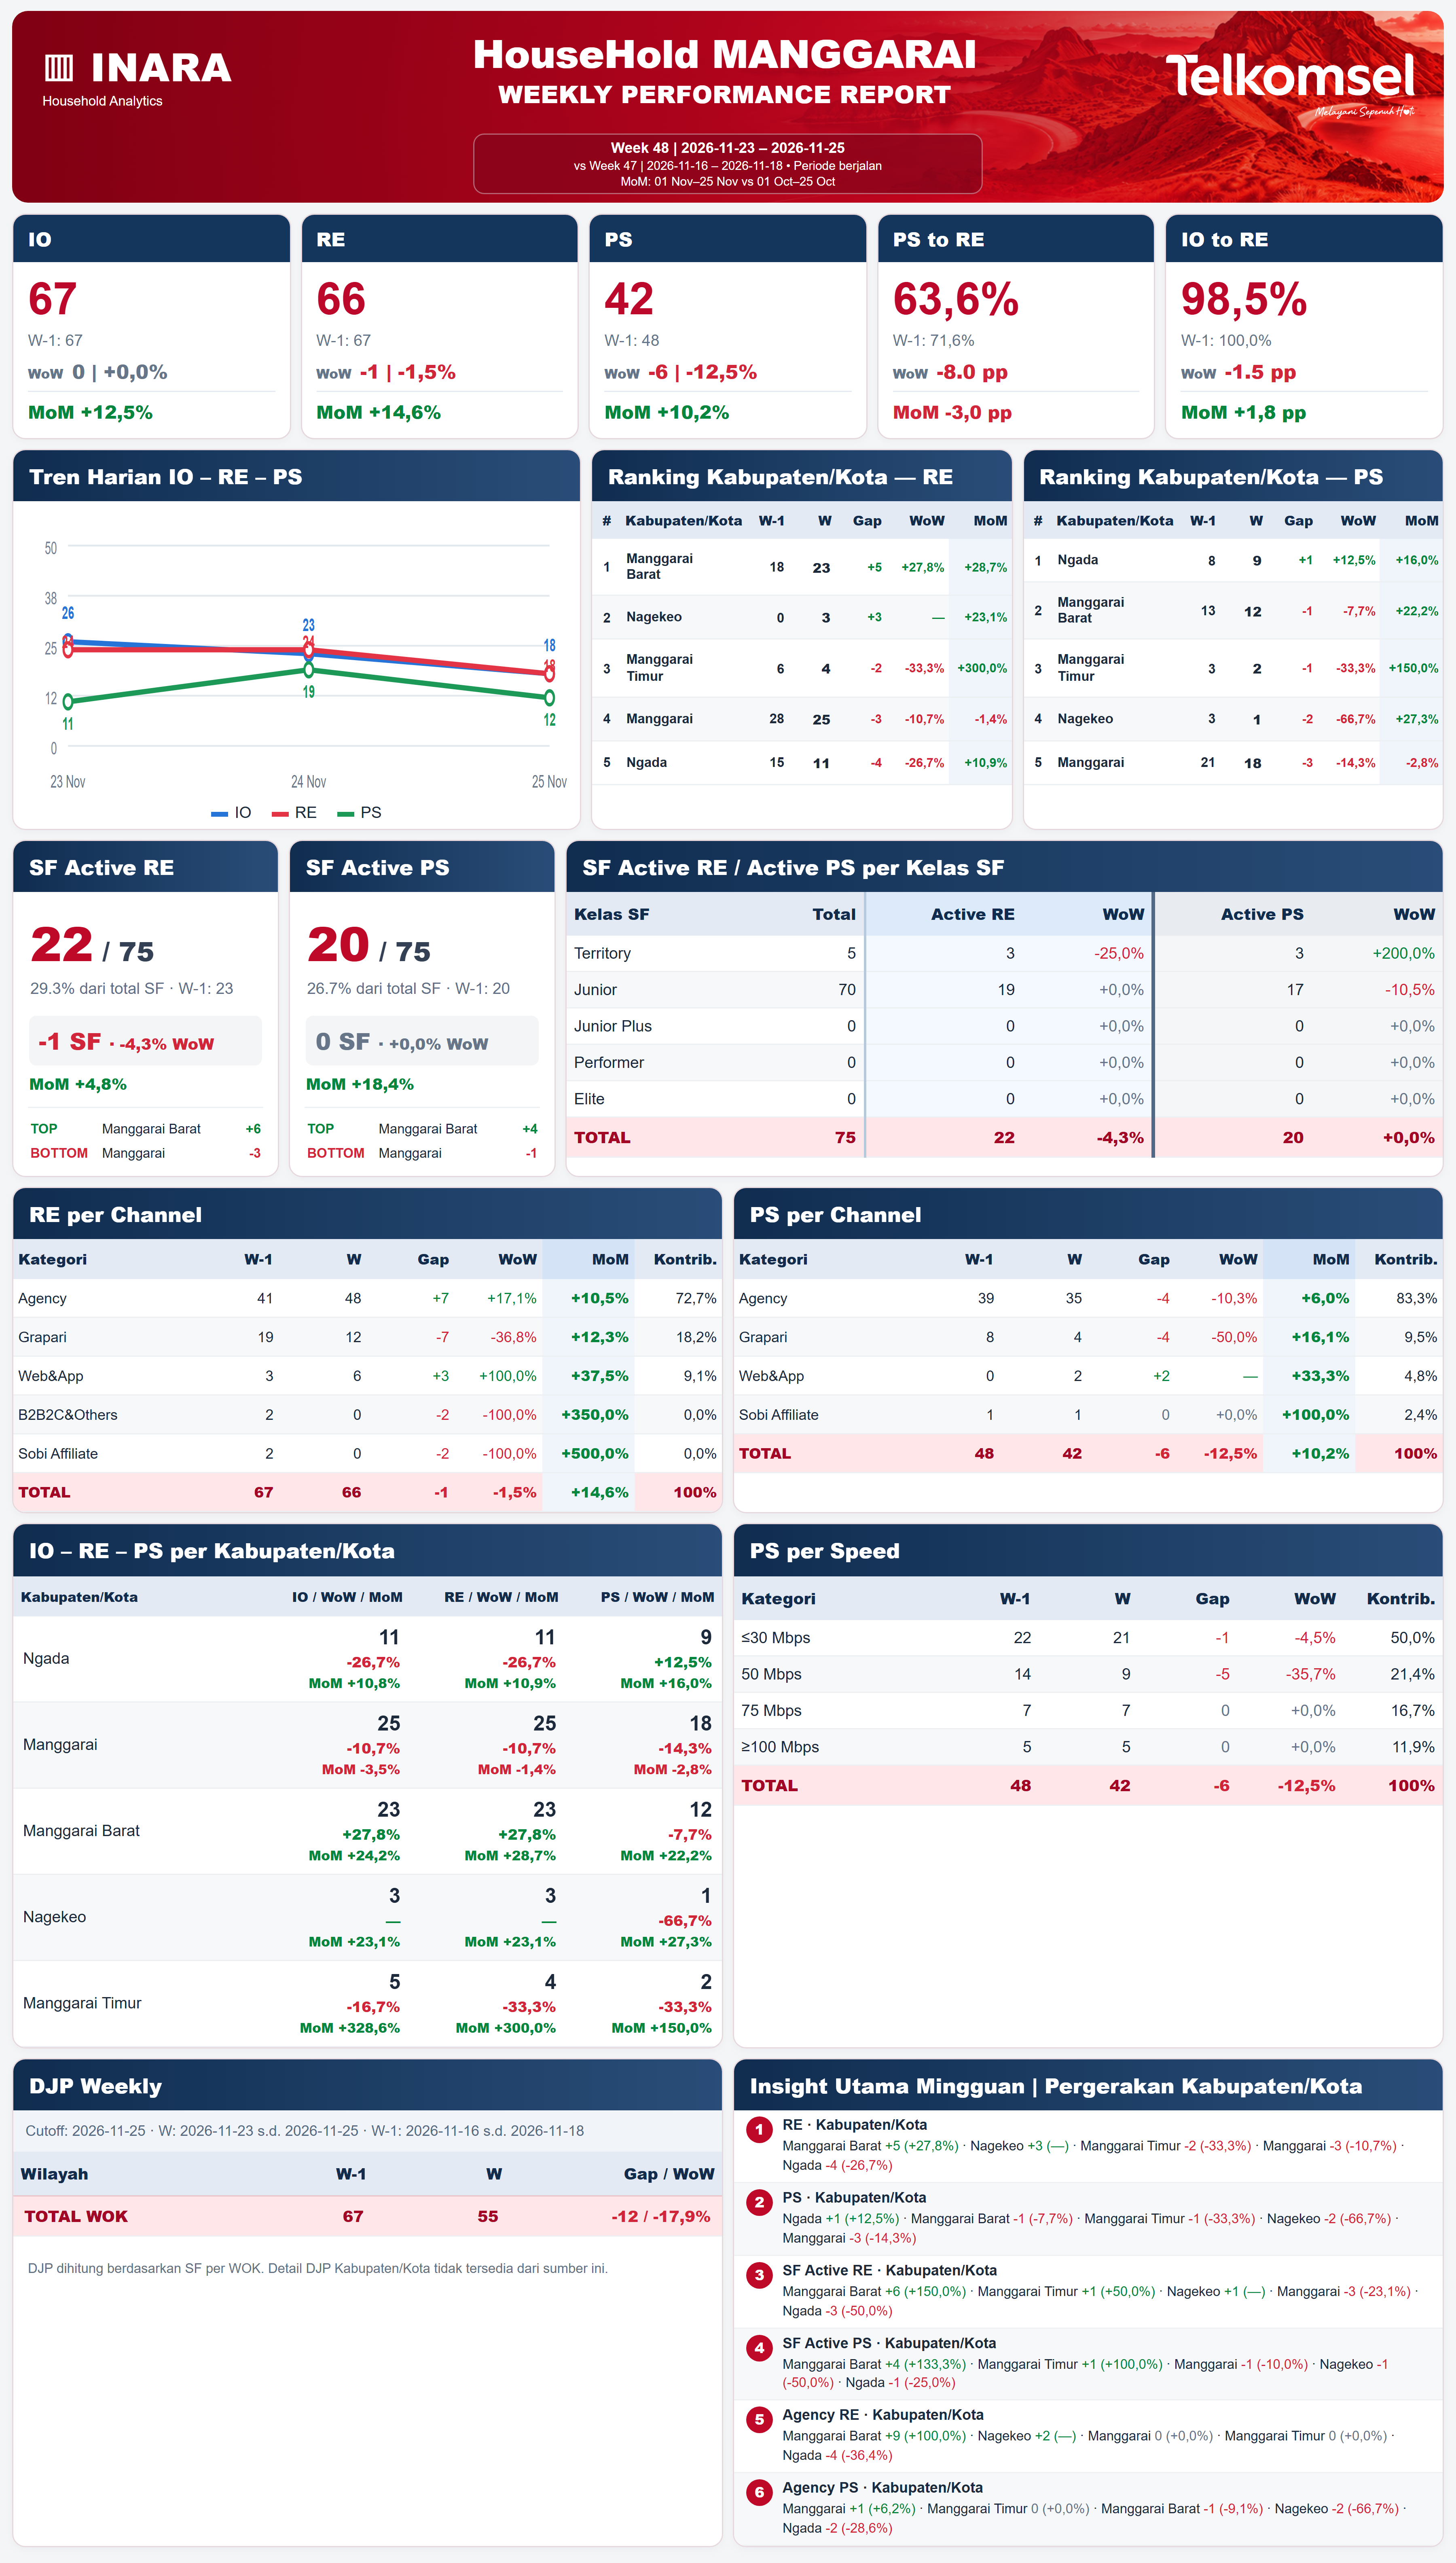 INARA
Household Analytics
HouseHold MANGGARAI
WEEKLY PERFORMANCE REPORT
Week 48 | 2026-11-23 – 2026-11-25
vs Week 47 | 2026-11-16 – 2026-11-18 • Periode berjalan
MoM: 01 Nov–25 Nov vs 01 Oct–25 Oct
Telkomsel
Melayani Sepenuh Hati
IO
67
W-1: 67
WoW 0 | +0,0%
MoM +12,5%
RE
66
W-1: 67
WoW -1 | -1,5%
MoM +14,6%
PS
42
W-1: 48
WoW -6 | -12,5%
MoM +10,2%
PS to RE
63,6%
W-1: 71,6%
WoW -8.0 pp
MoM -3,0 pp
IO to RE
98,5%
W-1: 100,0%
WoW -1.5 pp
MoM +1,8 pp
Tren Harian IO – RE – PS
50
38
25
12
0
26
24
11
23
24
19
18
18
12
23 Nov 24 Nov 25 Nov
IO RE PS
Ranking Kabupaten/Kota — RE
# Kabupaten/Kota W-1 W Gap WoW MoM
1 Manggarai Barat 18 23 +5 +27,8% +28,7%
2 Nagekeo 0 3 +3 — +23,1%
3 Manggarai Timur 6 4 -2 -33,3% +300,0%
4 Manggarai 28 25 -3 -10,7% -1,4%
5 Ngada 15 11 -4 -26,7% +10,9%
Ranking Kabupaten/Kota — PS
# Kabupaten/Kota W-1 W Gap WoW MoM
1 Ngada 8 9 +1 +12,5% +16,0%
2 Manggarai Barat 13 12 -1 -7,7% +22,2%
3 Manggarai Timur 3 2 -1 -33,3% +150,0%
4 Nagekeo 3 1 -2 -66,7% +27,3%
5 Manggarai 21 18 -3 -14,3% -2,8%
SF Active RE
22 / 75
29.3% dari total SF · W-1: 23
-1 SF · -4,3% WoW
MoM +4,8%
TOP Manggarai Barat +6
BOTTOM Manggarai -3
SF Active PS
20 / 75
26.7% dari total SF · W-1: 20
0 SF · +0,0% WoW
MoM +18,4%
TOP Manggarai Barat +4
BOTTOM Manggarai -1
SF Active RE / Active PS per Kelas SF
Kelas SF Total Active RE WoW Active PS WoW
Territory 5 3 -25,0% 3 +200,0%
Junior 70 19 +0,0% 17 -10,5%
Junior Plus 0 0 +0,0% 0 +0,0%
Performer 0 0 +0,0% 0 +0,0%
Elite 0 0 +0,0% 0 +0,0%
TOTAL 75 22 -4,3% 20 +0,0%
RE per Channel
Kategori W-1 W Gap WoW MoM Kontrib.
Agency 41 48 +7 +17,1% +10,5% 72,7%
Grapari 19 12 -7 -36,8% +12,3% 18,2%
Web&App 3 6 +3 +100,0% +37,5% 9,1%
B2B2C&Others 2 0 -2 -100,0% +350,0% 0,0%
Sobi Affiliate 2 0 -2 -100,0% +500,0% 0,0%
TOTAL 67 66 -1 -1,5% +14,6% 100%
PS per Channel
Kategori W-1 W Gap WoW MoM Kontrib.
Agency 39 35 -4 -10,3% +6,0% 83,3%
Grapari 8 4 -4 -50,0% +16,1% 9,5%
Web&App 0 2 +2 — +33,3% 4,8%
Sobi Affiliate 1 1 0 +0,0% +100,0% 2,4%
TOTAL 48 42 -6 -12,5% +10,2% 100%
IO – RE – PS per Kabupaten/Kota
Kabupaten/Kota IO / WoW / MoM RE / WoW / MoM PS / WoW / MoM
Ngada
11 11 9
-26,7% -26,7% +12,5%
MoM +10,8% MoM +10,9% MoM +16,0%
Manggarai
25 25 18
-10,7% -10,7% -14,3%
MoM -3,5% MoM -1,4% MoM -2,8%
Manggarai Barat
23 23 12
+27,8% +27,8% -7,7%
MoM +24,2% MoM +28,7% MoM +22,2%
Nagekeo
3 3 1
— — -66,7%
MoM +23,1% MoM +23,1% MoM +27,3%
Manggarai Timur
5 4 2
-16,7% -33,3% -33,3%
MoM +328,6% MoM +300,0% MoM +150,0%
PS per Speed
Kategori W-1 W Gap WoW Kontrib.
≤30 Mbps 22 21 -1 -4,5% 50,0%
50 Mbps 14 9 -5 -35,7% 21,4%
75 Mbps 7 7 0 +0,0% 16,7%
≥100 Mbps 5 5 0 +0,0% 11,9%
TOTAL 48 42 -6 -12,5% 100%
DJP Weekly
Cutoff: 2026-11-25 · W: 2026-11-23 s.d. 2026-11-25 · W-1: 2026-11-16 s.d. 2026-11-18
Wilayah W-1 W Gap / WoW
TOTAL WOK 67 55 -12 / -17,9%
DJP dihitung berdasarkan SF per WOK. Detail DJP Kabupaten/Kota tidak tersedia dari sumber ini.
Insight Utama Mingguan | Pergerakan Kabupaten/Kota
1 RE · Kabupaten/Kota
Manggarai Barat +5 (+27,8%) · Nagekeo +3 (—) · Manggarai Timur -2 (-33,3%) · Manggarai -3 (-10,7%) ·
Ngada -4 (-26,7%)
2 PS · Kabupaten/Kota
Ngada +1 (+12,5%) · Manggarai Barat -1 (-7,7%) · Manggarai Timur -1 (-33,3%) · Nagekeo -2 (-66,7%) ·
Manggarai -3 (-14,3%)
3 SF Active RE · Kabupaten/Kota
Manggarai Barat +6 (+150,0%) · Manggarai Timur +1 (+50,0%) · Nagekeo +1 (—) · Manggarai -3 (-23,1%) ·
Ngada -3 (-50,0%)
4 SF Active PS · Kabupaten/Kota
Manggarai Barat +4 (+133,3%) · Manggarai Timur +1 (+100,0%) · Manggarai -1 (-10,0%) · Nagekeo -1
(-50,0%) · Ngada -1 (-25,0%)
5 Agency RE · Kabupaten/Kota
Manggarai Barat +9 (+100,0%) · Nagekeo +2 (—) · Manggarai 0 (+0,0%) · Manggarai Timur 0 (+0,0%) ·
Ngada -4 (-36,4%)
6 Agency PS · Kabupaten/Kota
Manggarai +1 (+6,2%) · Manggarai Timur 0 (+0,0%) · Manggarai Barat -1 (-9,1%) · Nagekeo -2 (-66,7%) ·
Ngada -2 (-28,6%)